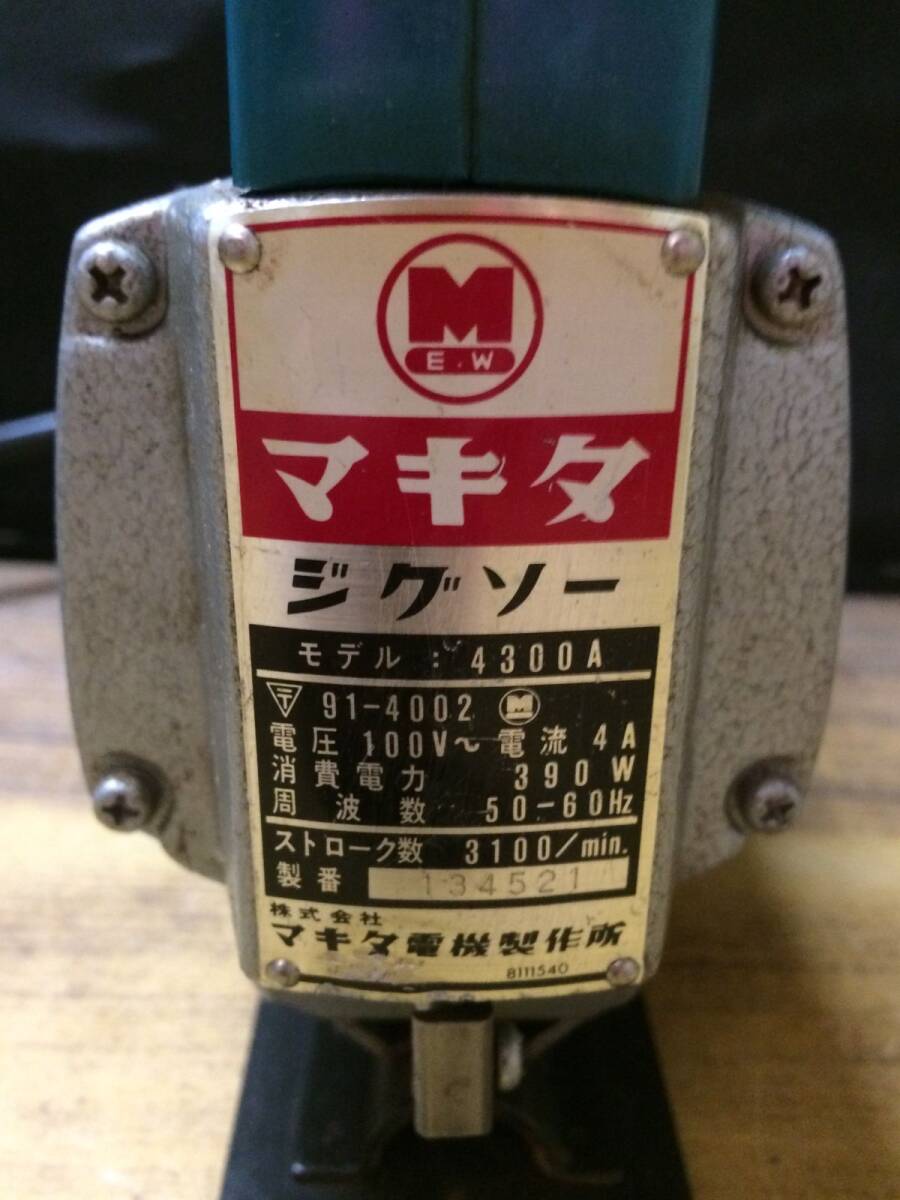 M
E.W
マキタ
ジグソー
モデル : 4300A
〒 91-4002 M
電圧 100V～ 電流 4A
消費電力 390W
周波数 50-60Hz
ストローク数 3100/min.
製番 134521
株式会社
マキタ電機製作所
8111540